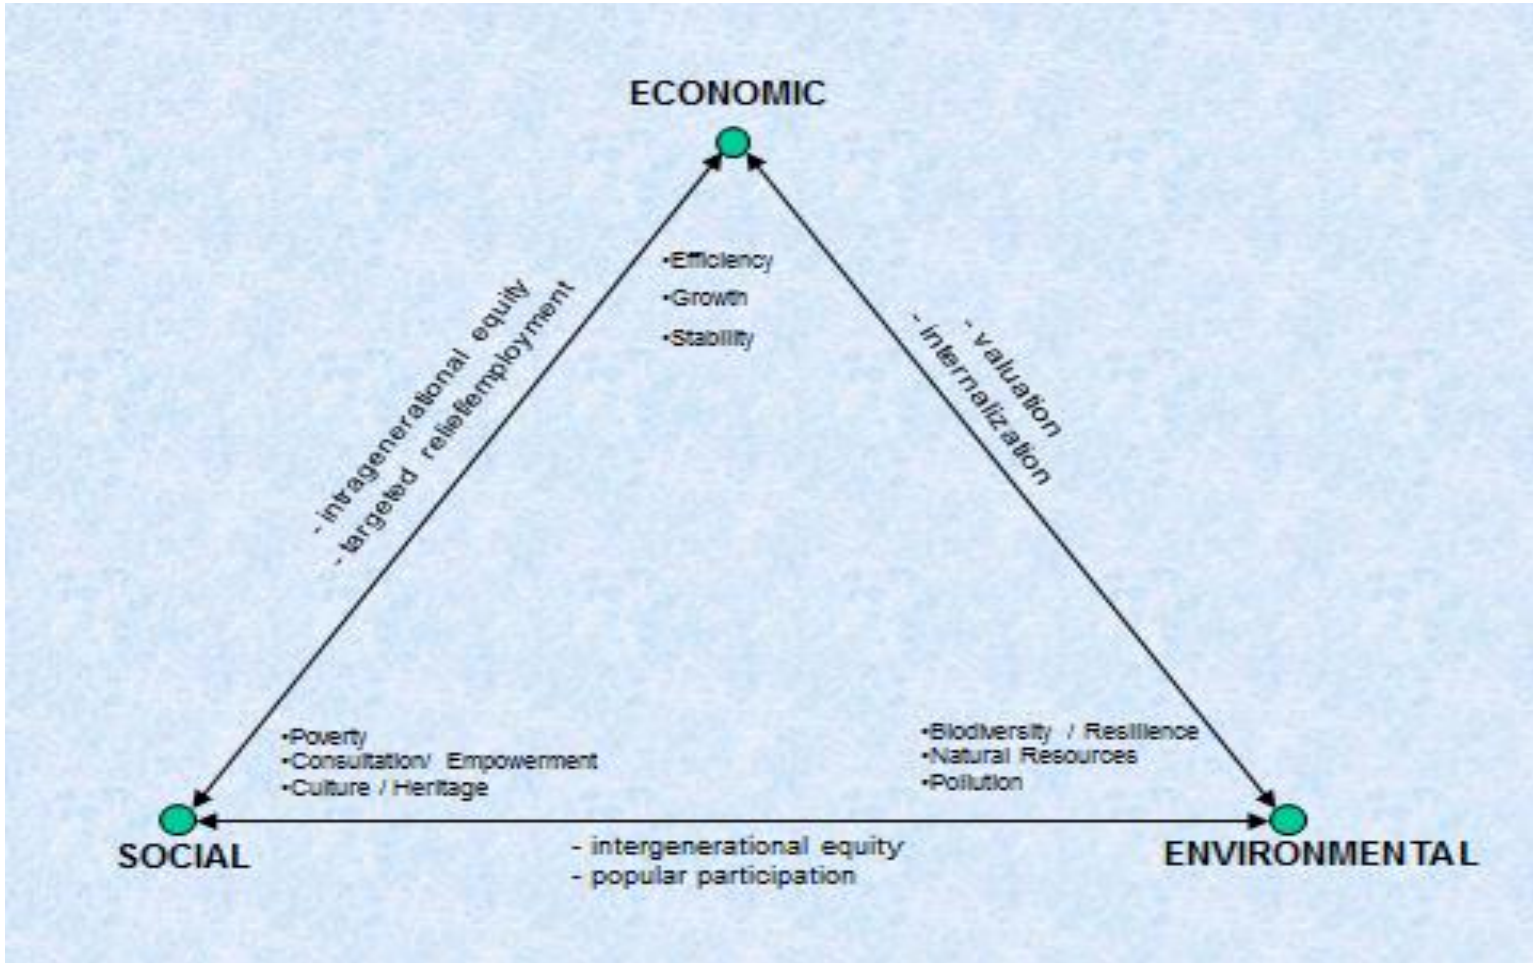 ECONOMIC
•Efficiency
•Growth
•Stability
- intragenerational equity
- targeted relief/employment
- valuation
- internalization
•Poverty
•Consultation/ Empowerment
•Culture / Heritage
•Biodiversity / Resilience
•Natural Resources
•Pollution
SOCIAL
- intergenerational equity
- popular participation
ENVIRONMENTAL